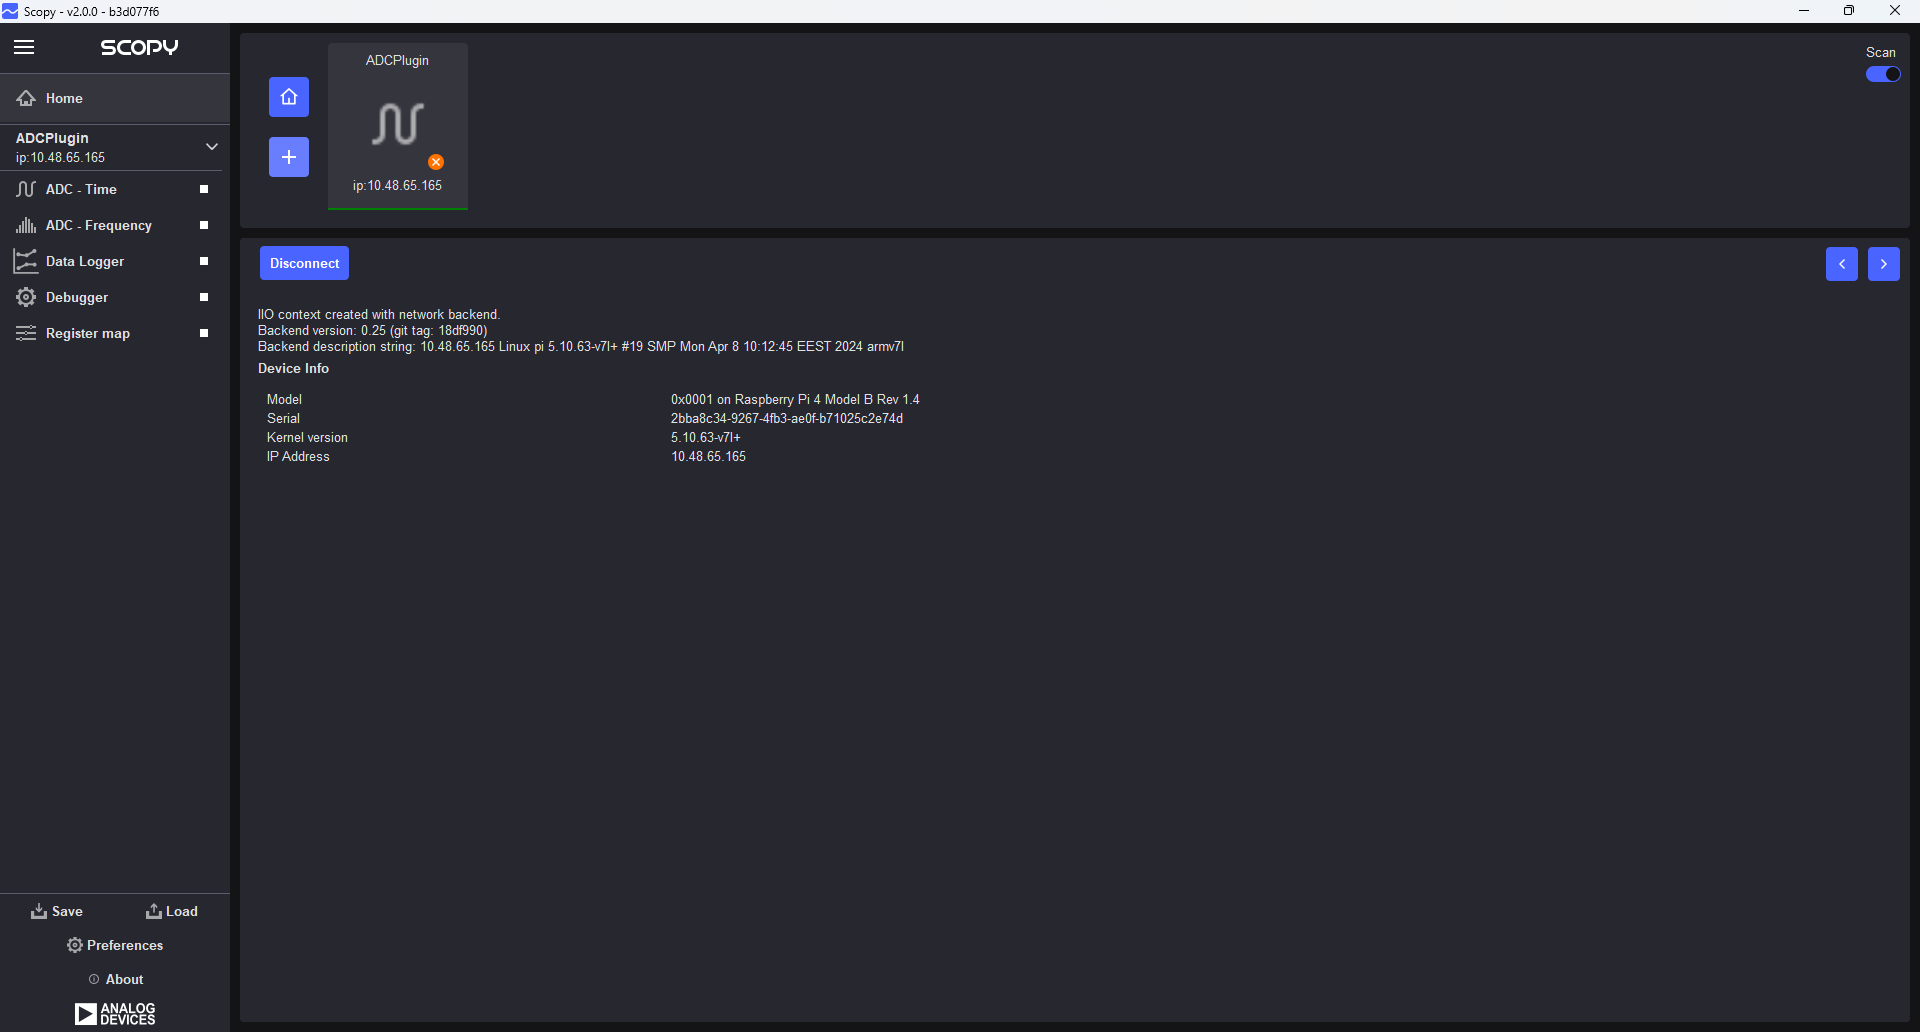 Scopy - v2.0.0 - b3d077f6
SCOPY
Home
ADCPlugin
ip:10.48.65.165
ADC - Time
ADC - Frequency
Data Logger
Debugger
Register map
Save
Load
Preferences
About
ANALOG
DEVICES
ADCPlugin
ip:10.48.65.165
Scan
Disconnect
IIO context created with network backend.
Backend version: 0.25 (git tag: 18df990)
Backend description string: 10.48.65.165 Linux pi 5.10.63-v7l+ #19 SMP Mon Apr 8 10:12:45 EEST 2024 armv7l
Device Info
Model 0x0001 on Raspberry Pi 4 Model B Rev 1.4
Serial 2bba8c34-9267-4fb3-ae0f-b71025c2e74d
Kernel version 5.10.63-v7l+
IP Address 10.48.65.165